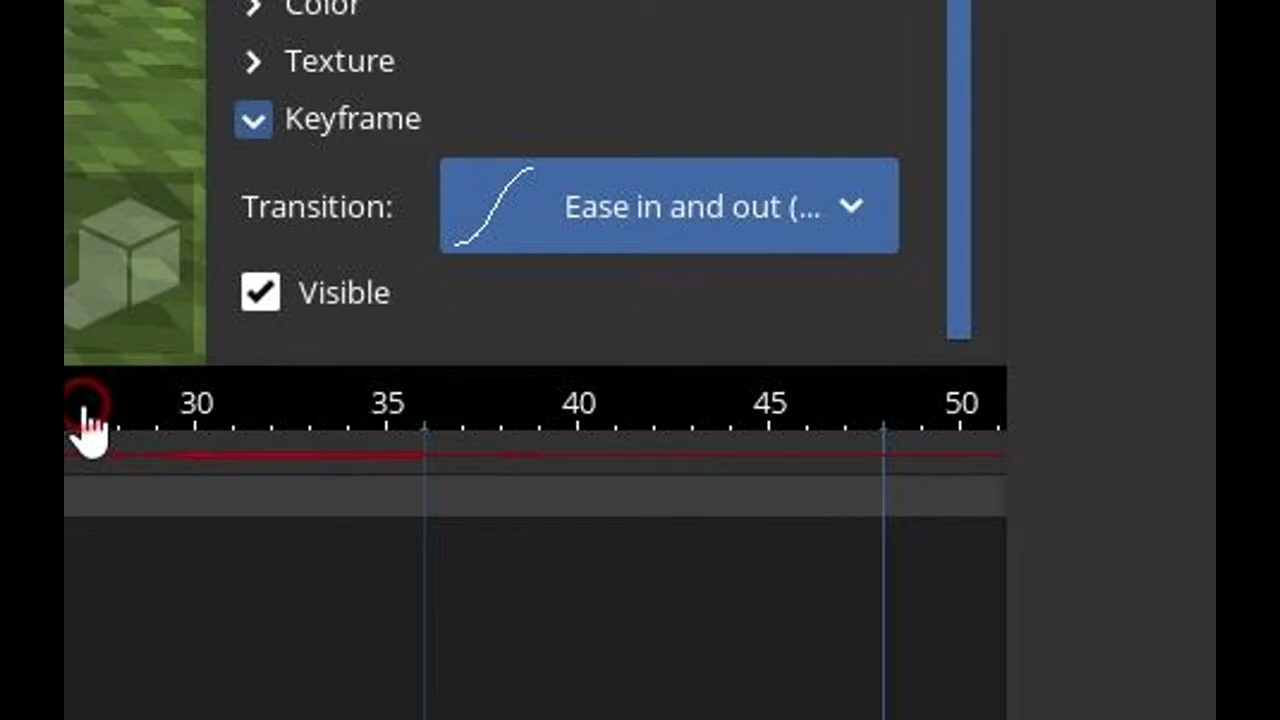 Color
Texture
Keyframe
Transition: Ease in and out (...
Visible
30 35 40 45 50